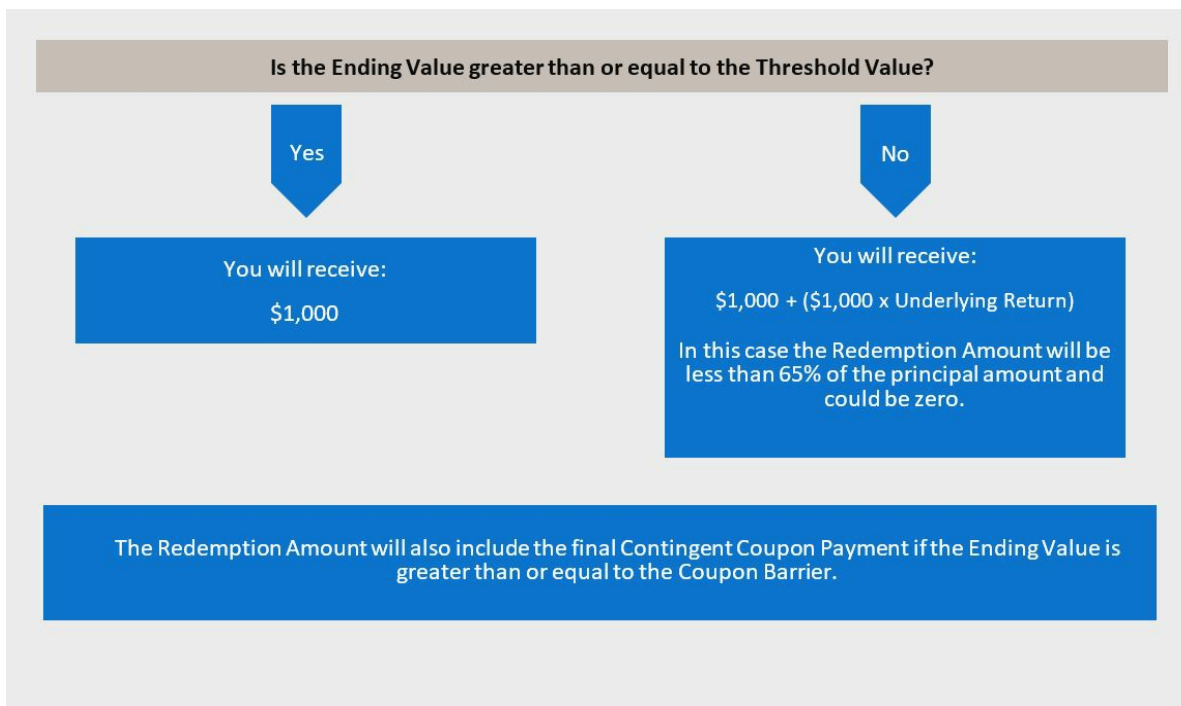 Is the Ending Value greater than or equal to the Threshold Value?
Yes
No
You will receive:
$1,000
You will receive:
$1,000 + ($1,000 x Underlying Return)
In this case the Redemption Amount will be
less than 65% of the principal amount and
could be zero.
The Redemption Amount will also include the final Contingent Coupon Payment if the Ending Value is
greater than or equal to the Coupon Barrier.